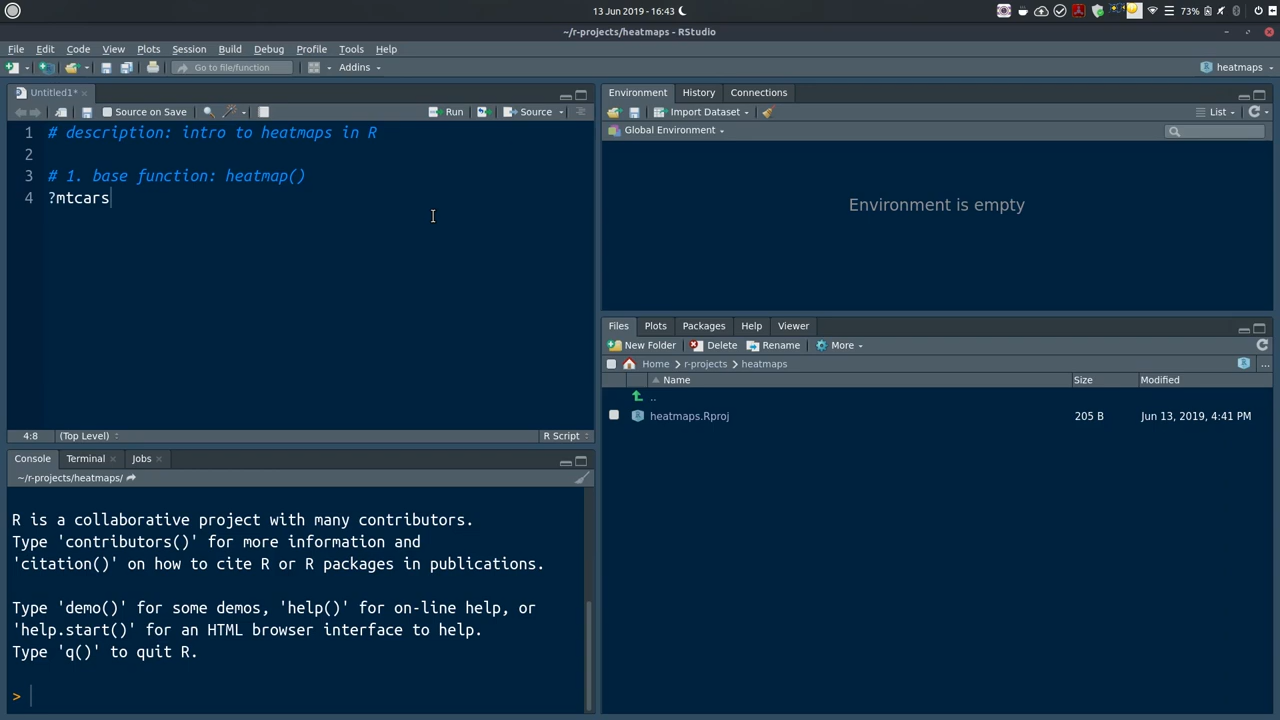 13 Jun 2019 - 16:43
73%
~/r-projects/heatmaps - RStudio
File Edit Code View Plots Session Build Debug Profile Tools Help
Go to file/function Addins heatmaps
Untitled1*
Source on Save Run Source
1 # description: intro to heatmaps in R
2
3 # 1. base function: heatmap()
4 ?mtcars
4:8 (Top Level) R Script
Console Terminal Jobs
~/r-projects/heatmaps/
R is a collaborative project with many contributors.
Type 'contributors()' for more information and
'citation()' on how to cite R or R packages in publications.
Type 'demo()' for some demos, 'help()' for on-line help, or
'help.start()' for an HTML browser interface to help.
Type 'q()' to quit R.
>
Environment History Connections
Import Dataset List
Global Environment
Environment is empty
Files Plots Packages Help Viewer
New Folder Delete Rename More
Home r-projects heatmaps ...
Name Size Modified
..
heatmaps.Rproj 205 B Jun 13, 2019, 4:41 PM